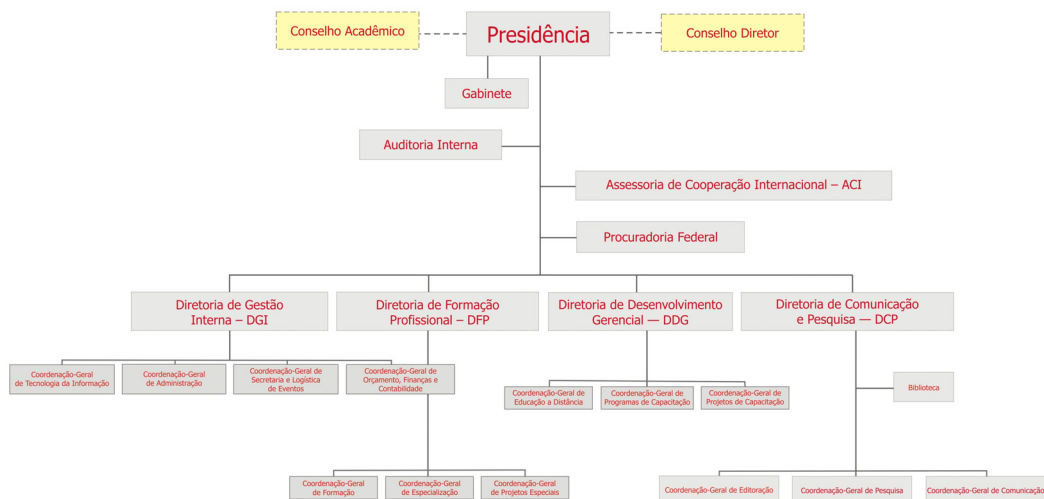 Conselho Acadêmico
Presidência
Conselho Diretor
Gabinete
Auditoria Interna
Assessoria de Cooperação Internacional – ACI
Procuradoria Federal
Diretoria de Gestão
Interna – DGI
Diretoria de Formação
Profissional – DFP
Diretoria de Desenvolvimento
Gerencial — DDG
Diretoria de Comunicação
e Pesquisa — DCP
Coordenação-Geral
de Tecnologia da Informação
Coordenação-Geral
de Administração
Coordenação-Geral de
Secretaria e Logística
de Eventos
Coordenação-Geral de
Orçamento, Finanças e
Contabilidade
Coordenação-Geral de
Educação a Distância
Coordenação-Geral de
Programas de Capacitação
Coordenação-Geral de
Projetos de Capacitação
Biblioteca
Coordenação-Geral
de Formação
Coordenação-Geral
de Especialização
Coordenação-Geral
de Projetos Especiais
Coordenação-Geral de Editoração
Coordenação-Geral de Pesquisa
Coordenação-Geral de Comunicação